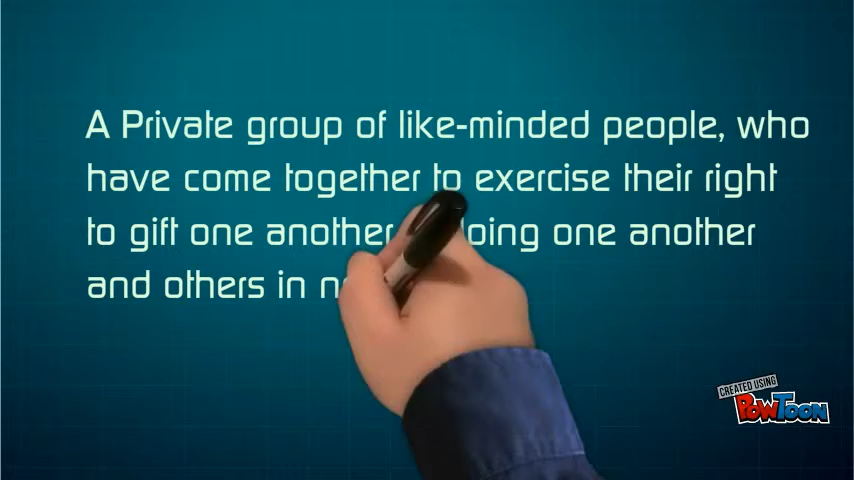 A Private group of like-minded people, who
have come together to exercise their right
to gift one another one another
and others in
CREATED USING
POWTOON